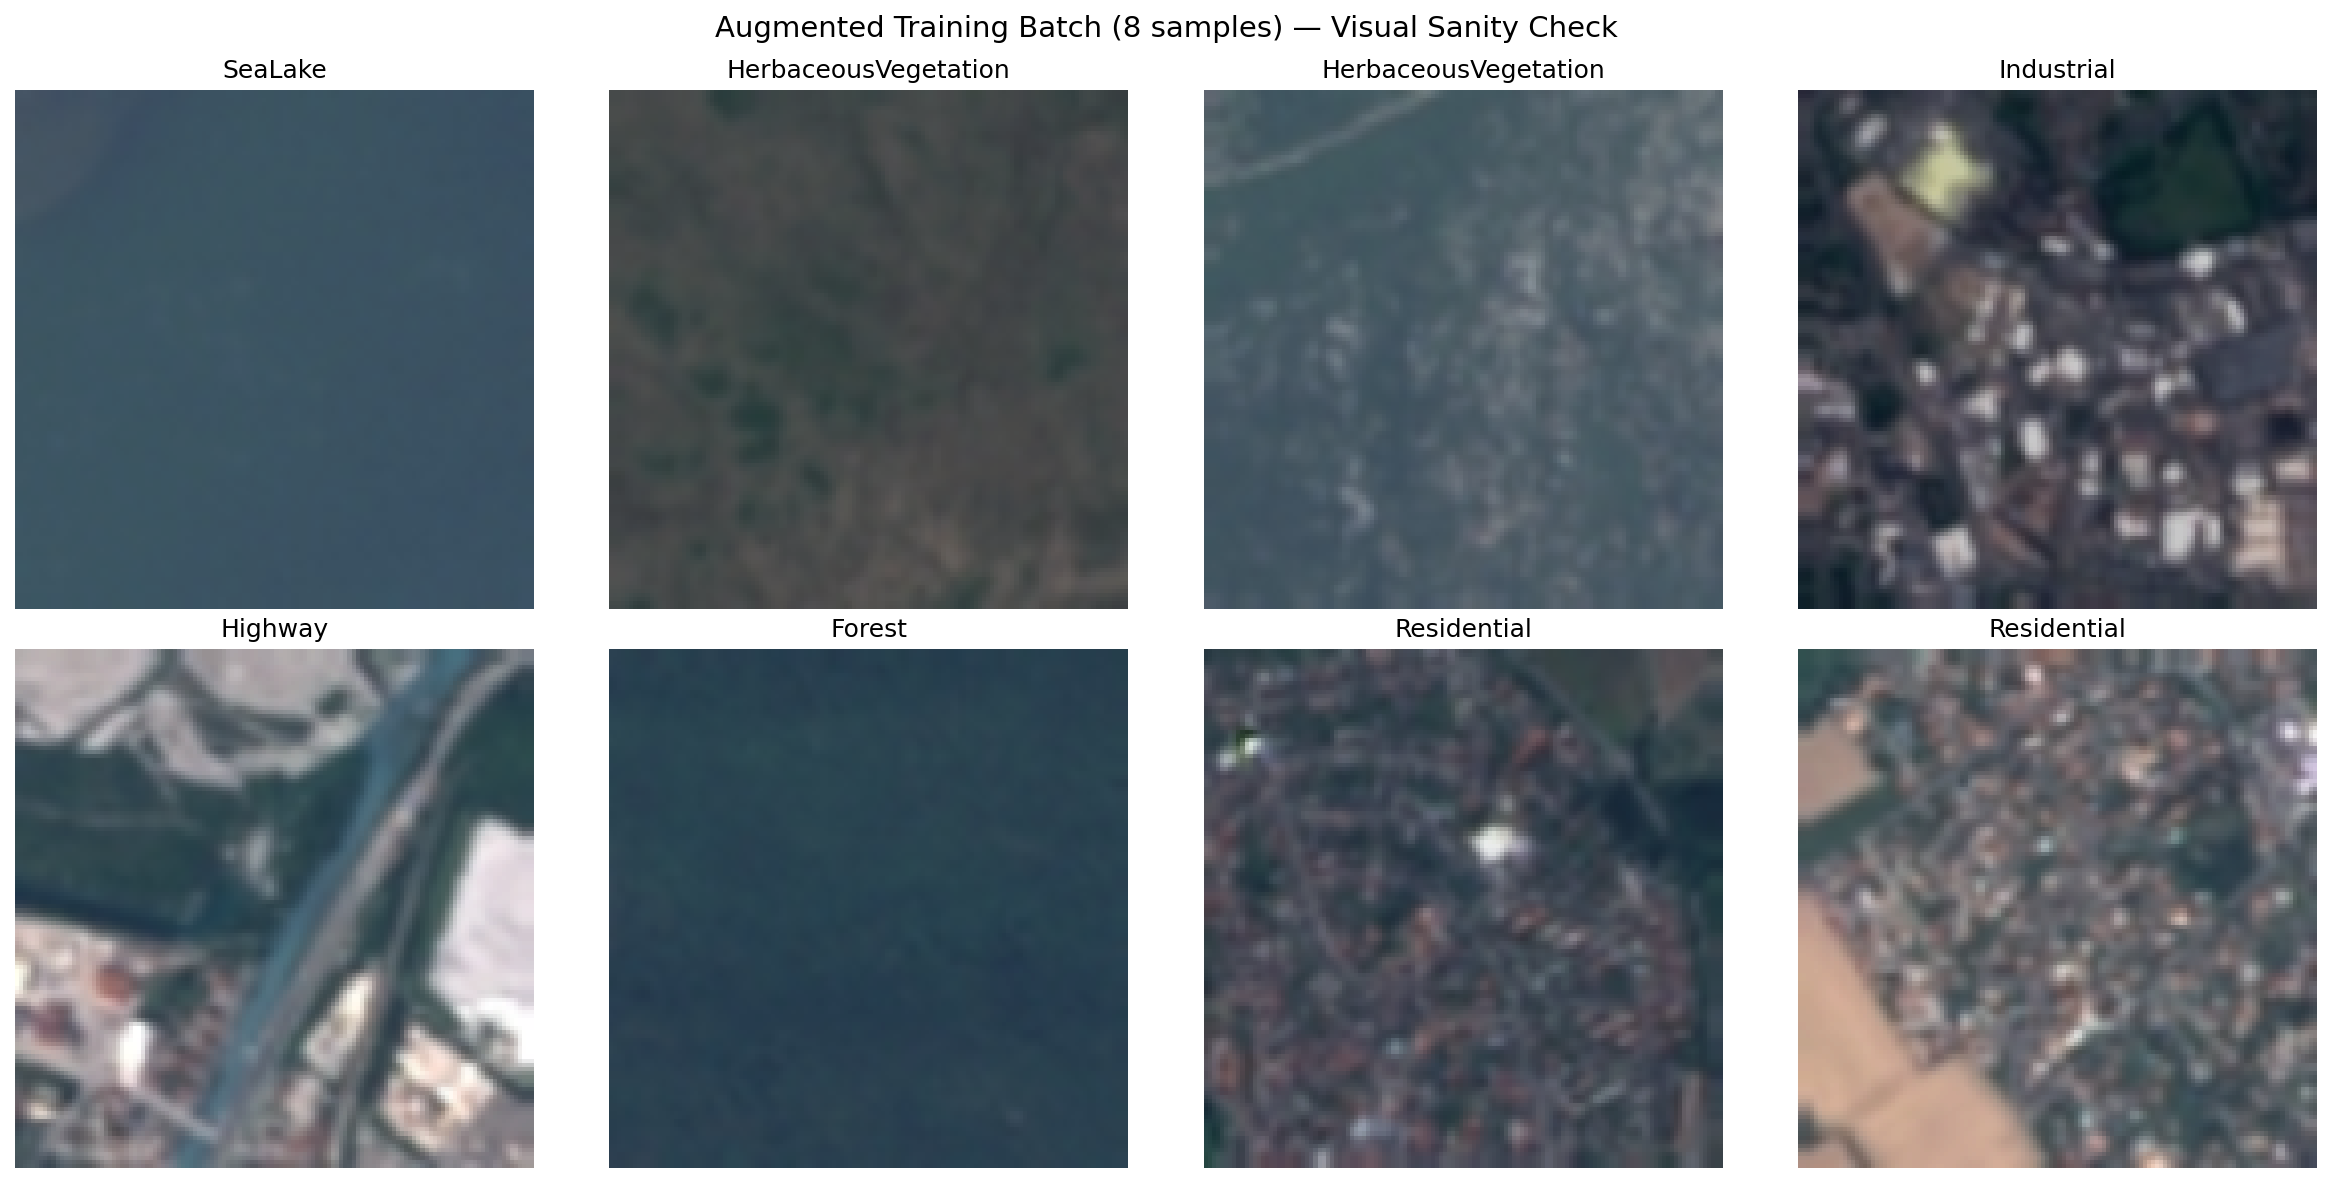 Augmented Training Batch (8 samples) — Visual Sanity Check
SeaLake
HerbaceousVegetation
HerbaceousVegetation
Industrial
Highway
Forest
Residential
Residential